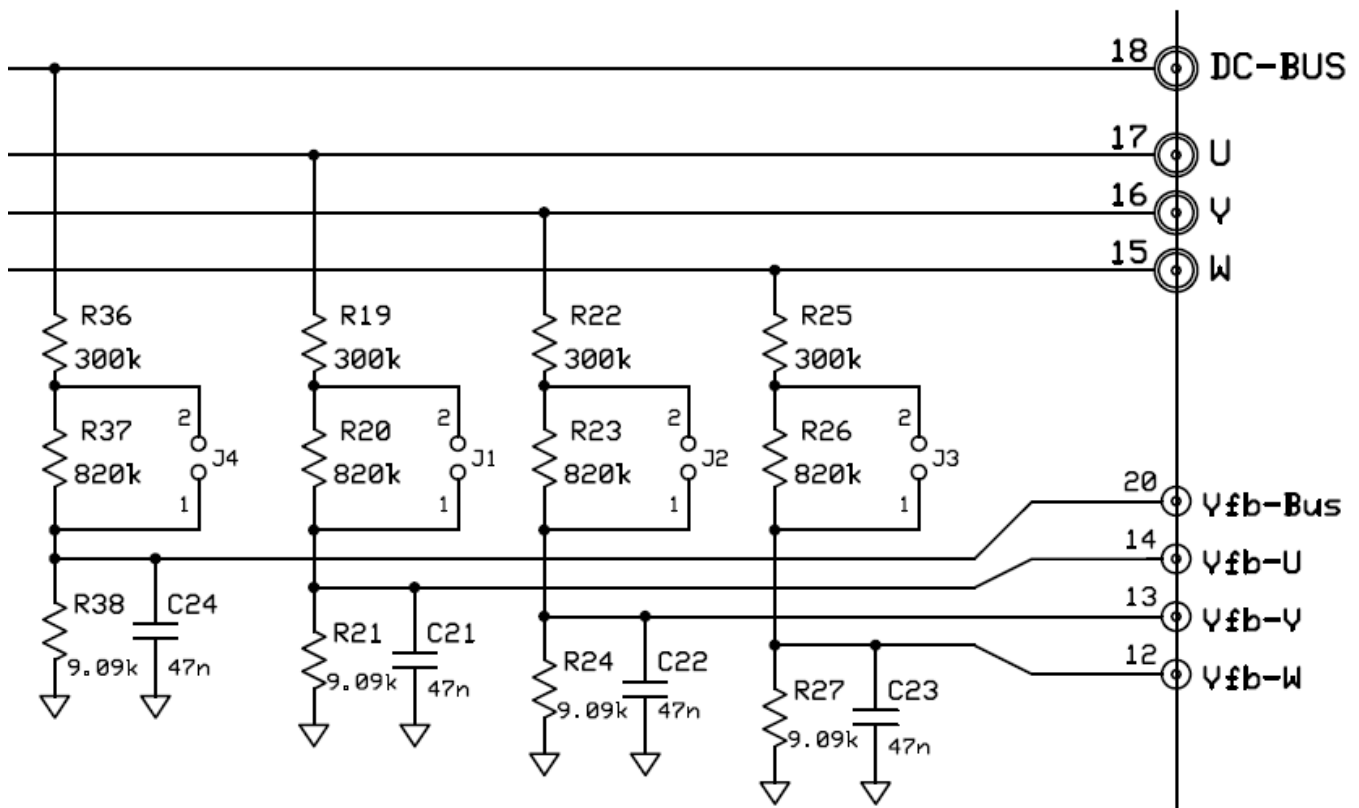 18 DC-BUS
17 U
16 V
15 W
R36 R19 R22 R25
300k 300k 300k 300k
2 2 2 2
R37 R20 R23 R26
J4 J1 J2 J3
820k 820k 820k 820k
1 1 1 1
20 Vfb-Bus
14 Vfb-U
13 Vfb-V
12 Vfb-W
R38 C24
9.09k 47n
R21 C21
9.09k 47n
R24 C22
9.09k 47n
R27 C23
9.09k 47n